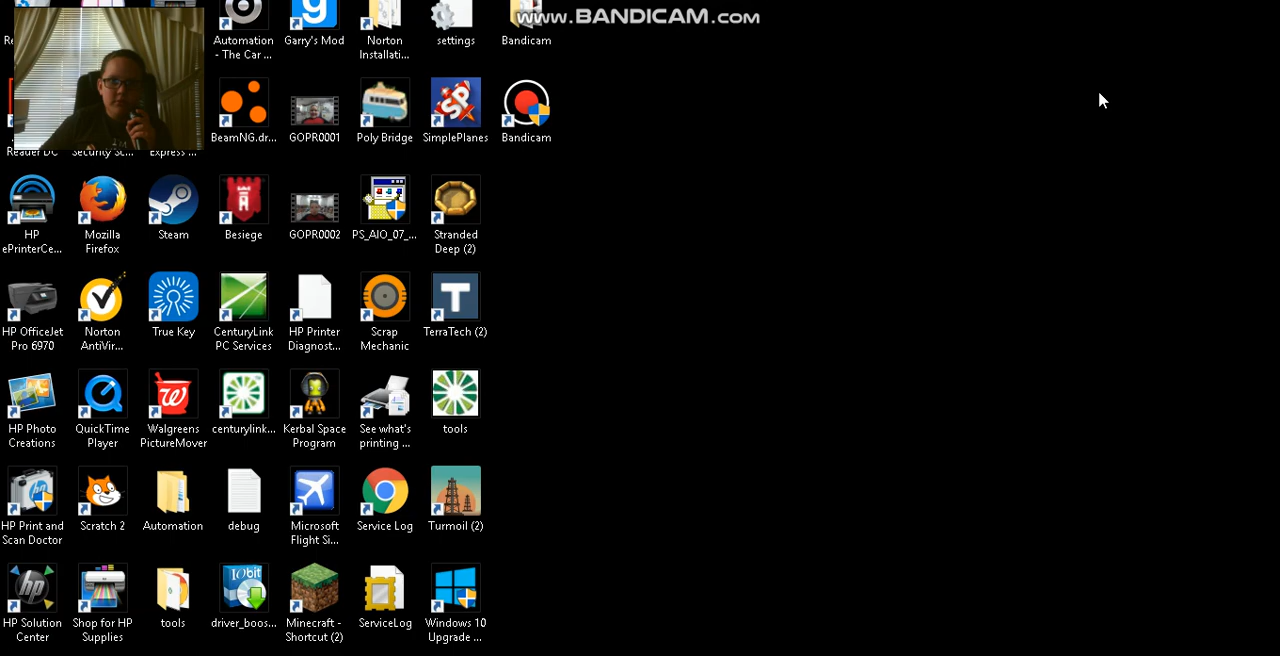 www.BANDICAM.com
Re
Automation
- The Car ...
Garry's Mod
Norton
Installati...
settings
Bandicam
Reader DC
Security Sc...
Express ...
BeamNG.dr...
GOPR0001
Poly Bridge
SimplePlanes
Bandicam
HP
ePrinterCe...
Mozilla
Firefox
Steam
Besiege
GOPR0002
PS_AIO_07_...
Stranded
Deep (2)
HP OfficeJet
Pro 6970
Norton
AntiVir...
True Key
CenturyLink
PC Services
HP Printer
Diagnost...
Scrap
Mechanic
TerraTech (2)
HP Photo
Creations
QuickTime
Player
Walgreens
PictureMover
centurylink...
Kerbal Space
Program
See what's
printing ...
tools
HP Print and
Scan Doctor
Scratch 2
Automation
debug
Microsoft
Flight Si...
Service Log
Turmoil (2)
HP Solution
Center
Shop for HP
Supplies
tools
driver_boos...
Minecraft -
Shortcut (2)
ServiceLog
Windows 10
Upgrade ...